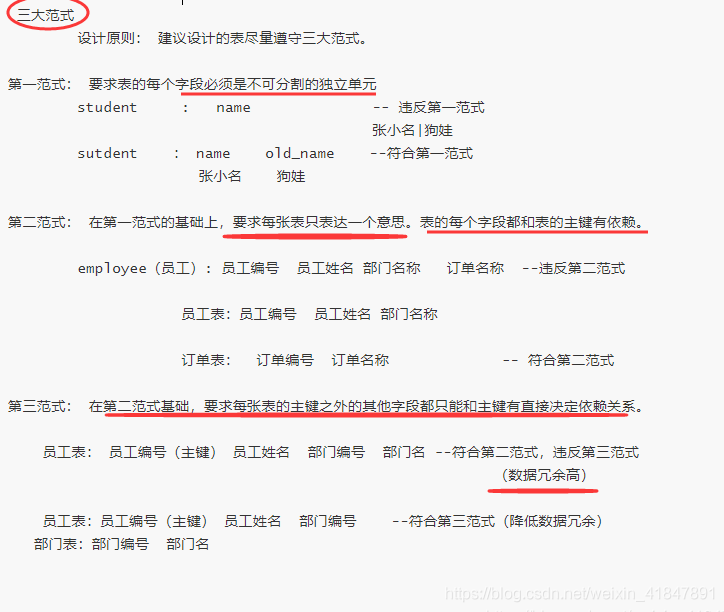 三大范式
设计原则： 建议设计的表尽量遵守三大范式。
第一范式： 要求表的每个字段必须是不可分割的独立单元
student : name -- 违反第一范式
张小名|狗娃
sutdent : name old_name --符合第一范式
张小名 狗娃
第二范式： 在第一范式的基础上，要求每张表只表达一个意思。表的每个字段都和表的主键有依赖。
employee（员工）: 员工编号 员工姓名 部门名称 订单名称 --违反第二范式
员工表：员工编号 员工姓名 部门名称
订单表： 订单编号 订单名称 -- 符合第二范式
第三范式： 在第二范式基础，要求每张表的主键之外的其他字段都只能和主键有直接决定依赖关系。
员工表： 员工编号（主键） 员工姓名 部门编号 部门名 --符合第二范式，违反第三范式
（数据冗余高）
员工表：员工编号（主键） 员工姓名 部门编号 --符合第三范式（降低数据冗余）
部门表：部门编号 部门名
https://blog.csdn.net/weixin_41847891